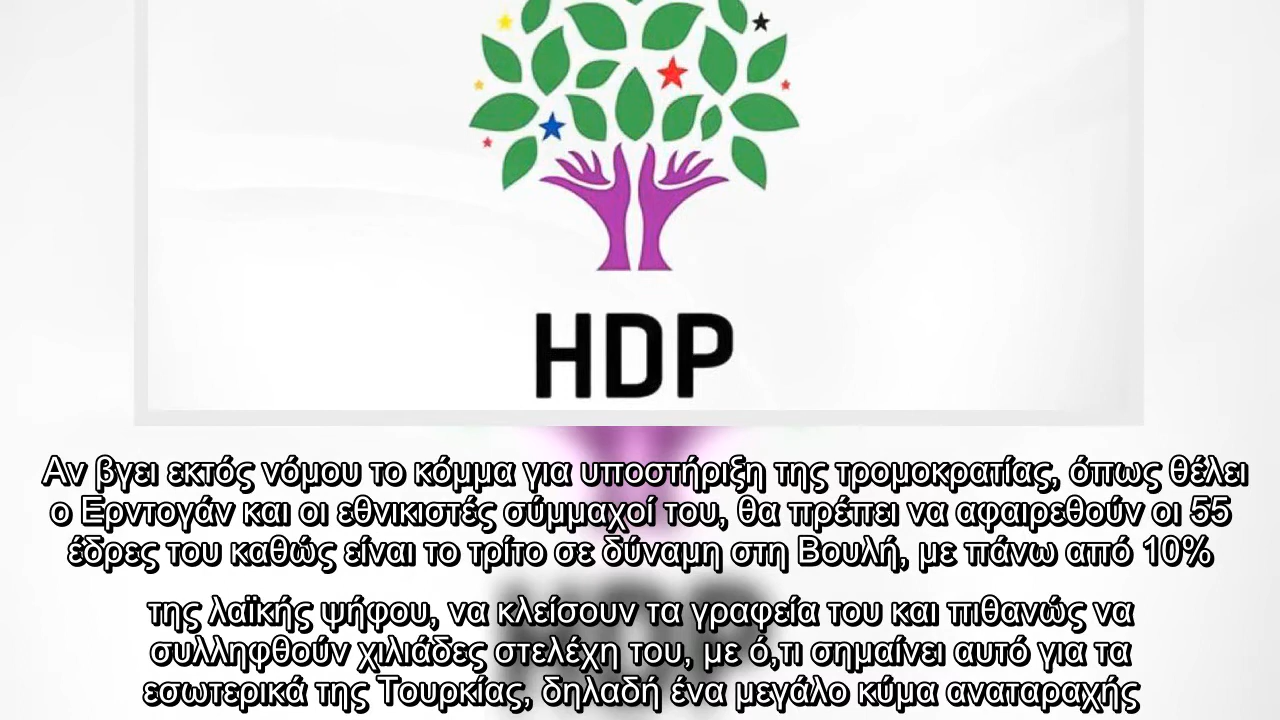 HDP
Αν βγει εκτός νόμου το κόμμα για υποστήριξη της τρομοκρατίας, όπως θέλει
ο Ερντογάν και οι εθνικιστές σύμμαχοί του, θα πρέπει να αφαιρεθούν οι 55
έδρες του καθώς είναι το τρίτο σε δύναμη στη Βουλή, με πάνω από 10%
της λαϊκής ψήφου, να κλείσουν τα γραφεία του και πιθανώς να
συλληφθούν χιλιάδες στελέχη του, με ό,τι σημαίνει αυτό για τα
εσωτερικά της Τουρκίας, δηλαδή ένα μεγάλο κύμα αναταραχής